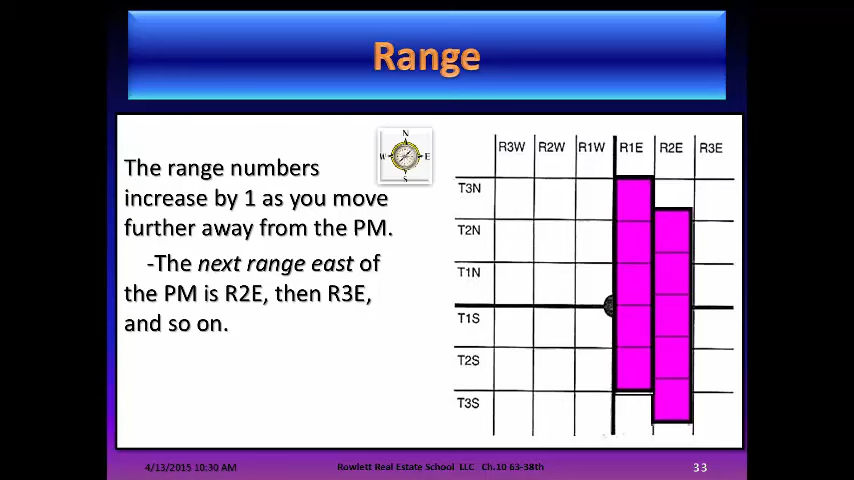 Range
The range numbers
increase by 1 as you move
further away from the PM.
-The next range east of
the PM is R2E, then R3E,
and so on.
N
W E
S
R3W R2W R1W R1E R2E R3E
T3N
T2N
T1N
T1S
T2S
T3S
4/13/2015 10:30 AM Rowlett Real Estate School LLC Ch.10 63-38th 33